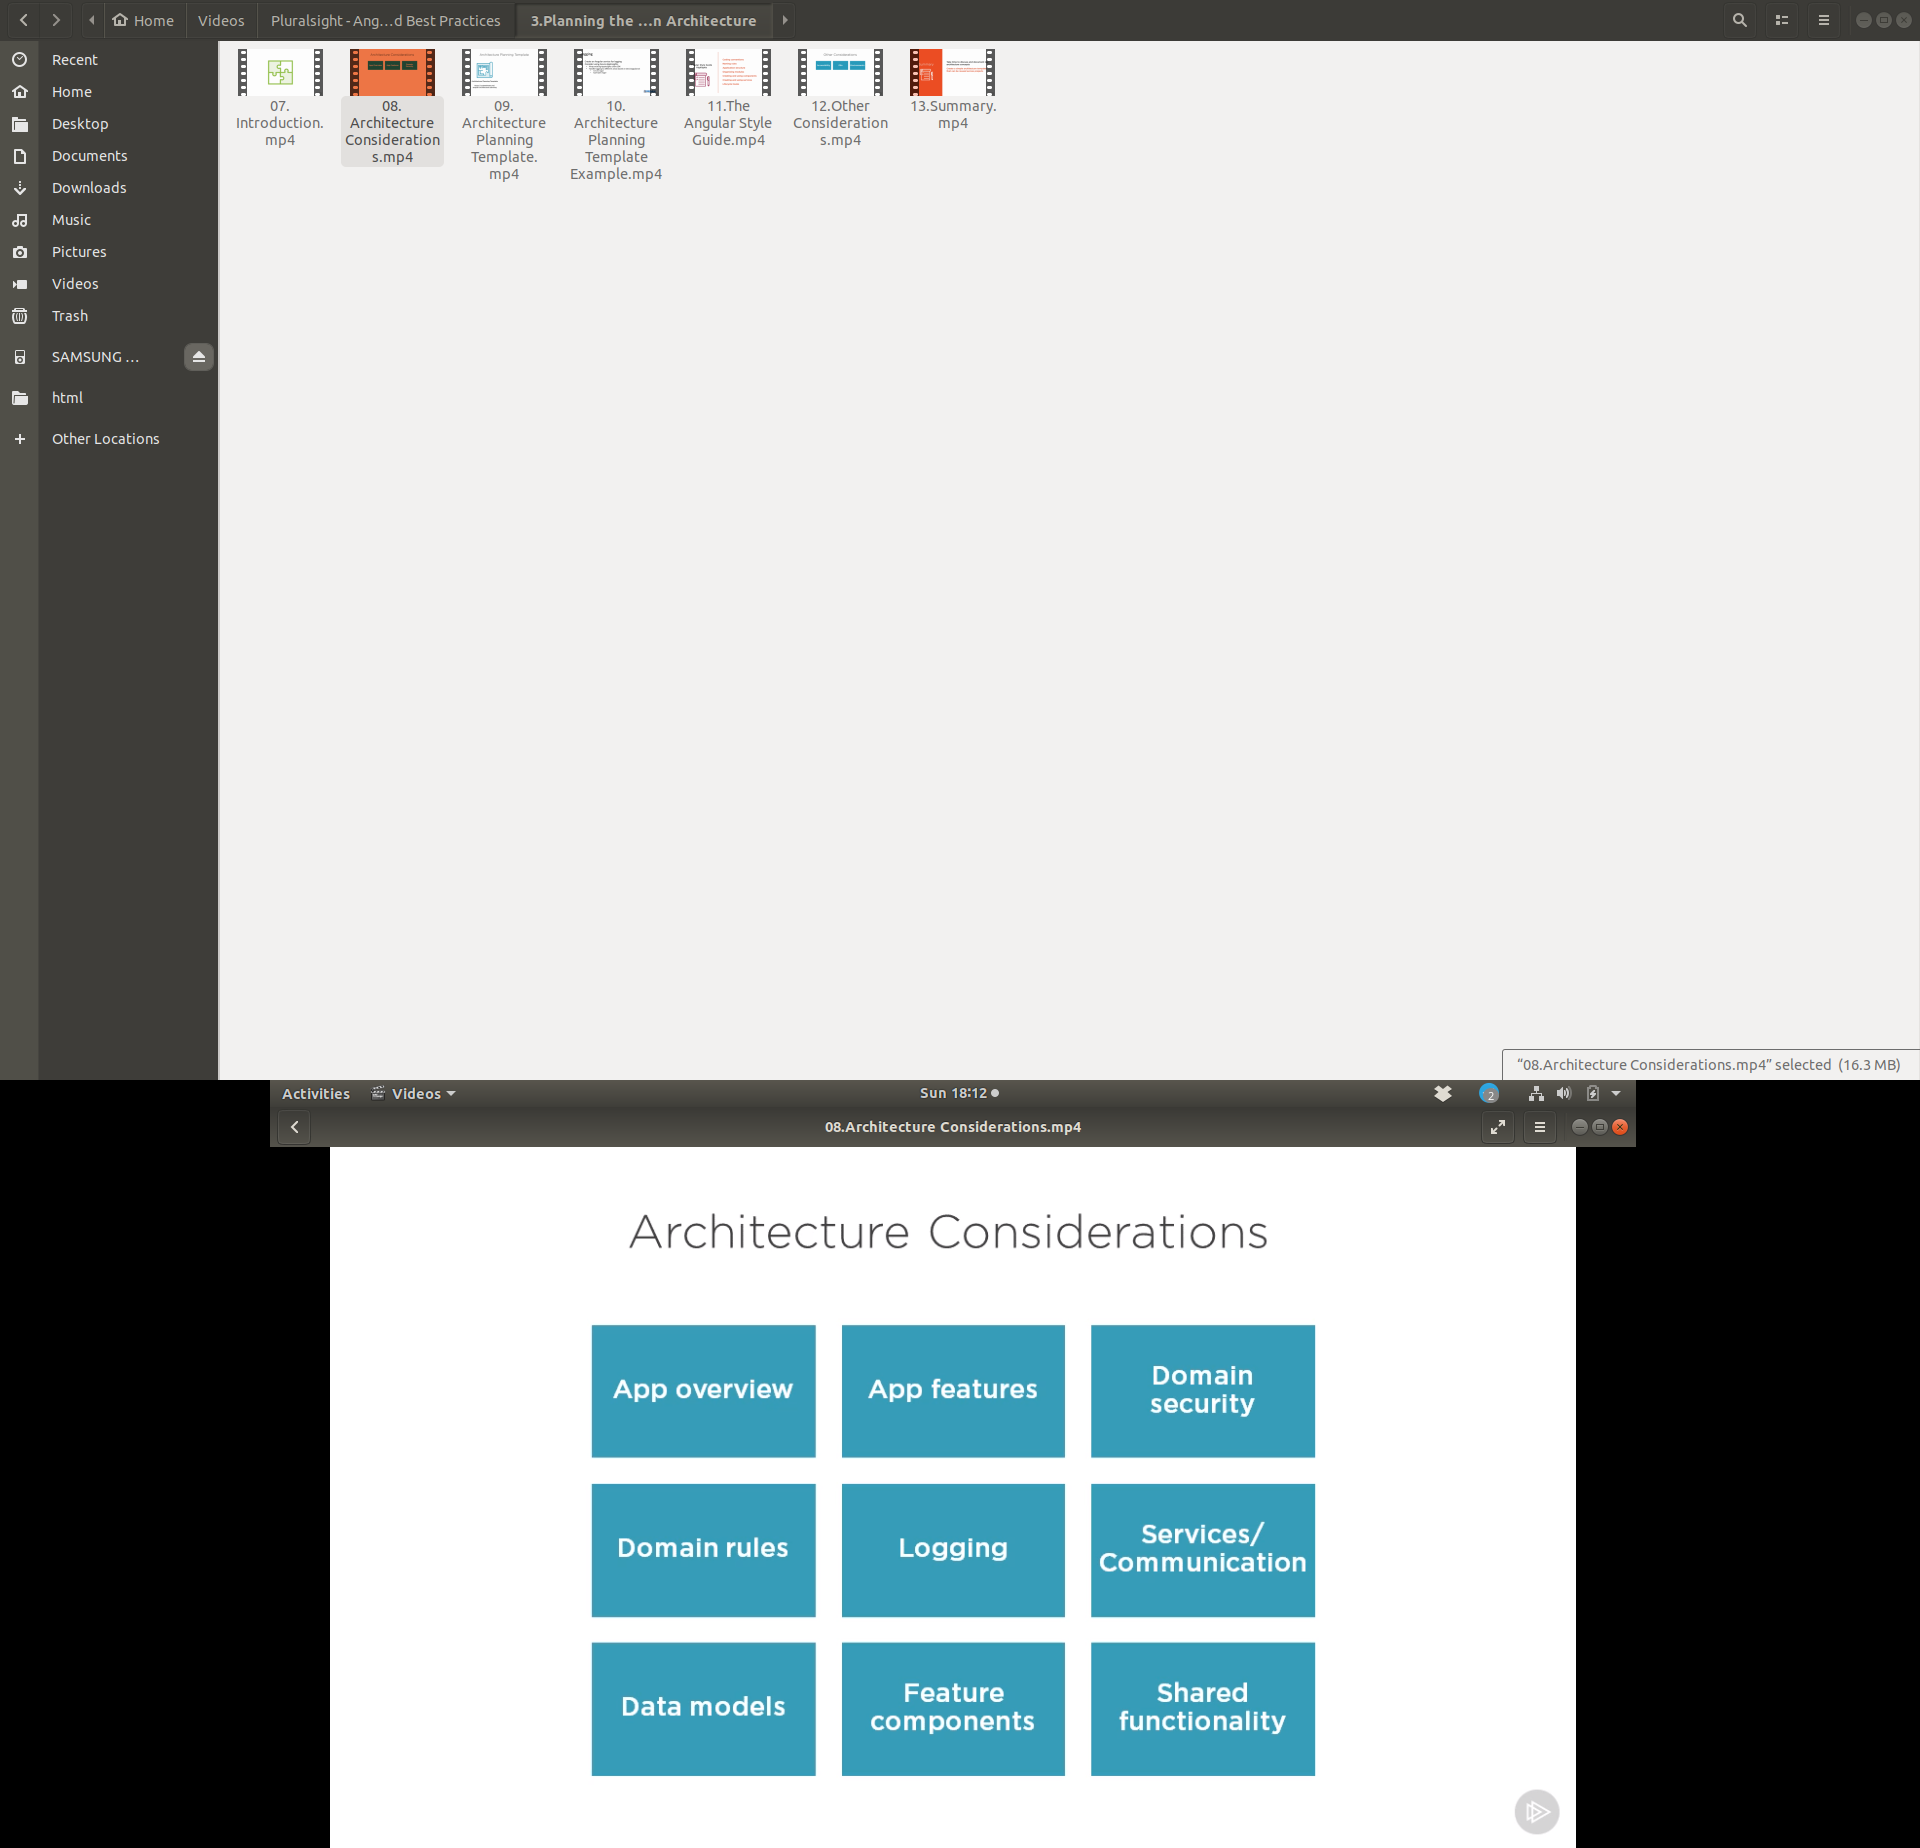 Home
Videos
Pluralsight - Ang...d Best Practices
3.Planning the ...n Architecture
Recent
Home
Desktop
Documents
Downloads
Music
Pictures
Videos
Trash
SAMSUNG ...
html
Other Locations
07.
Introduction.
mp4
08.
Architecture
Consideration
s.mp4
09.
Architecture
Planning
Template.
mp4
10.
Architecture
Planning
Template
Example.mp4
11.The
Angular Style
Guide.mp4
12.Other
Consideration
s.mp4
13.Summary.
mp4
“08.Architecture Considerations.mp4” selected (16.3 MB)
Activities
Videos
Sun 18:12
2
08.Architecture Considerations.mp4
Architecture Considerations
App overview
App features
Domain
security
Domain rules
Logging
Services/
Communication
Data models
Feature
components
Shared
functionality